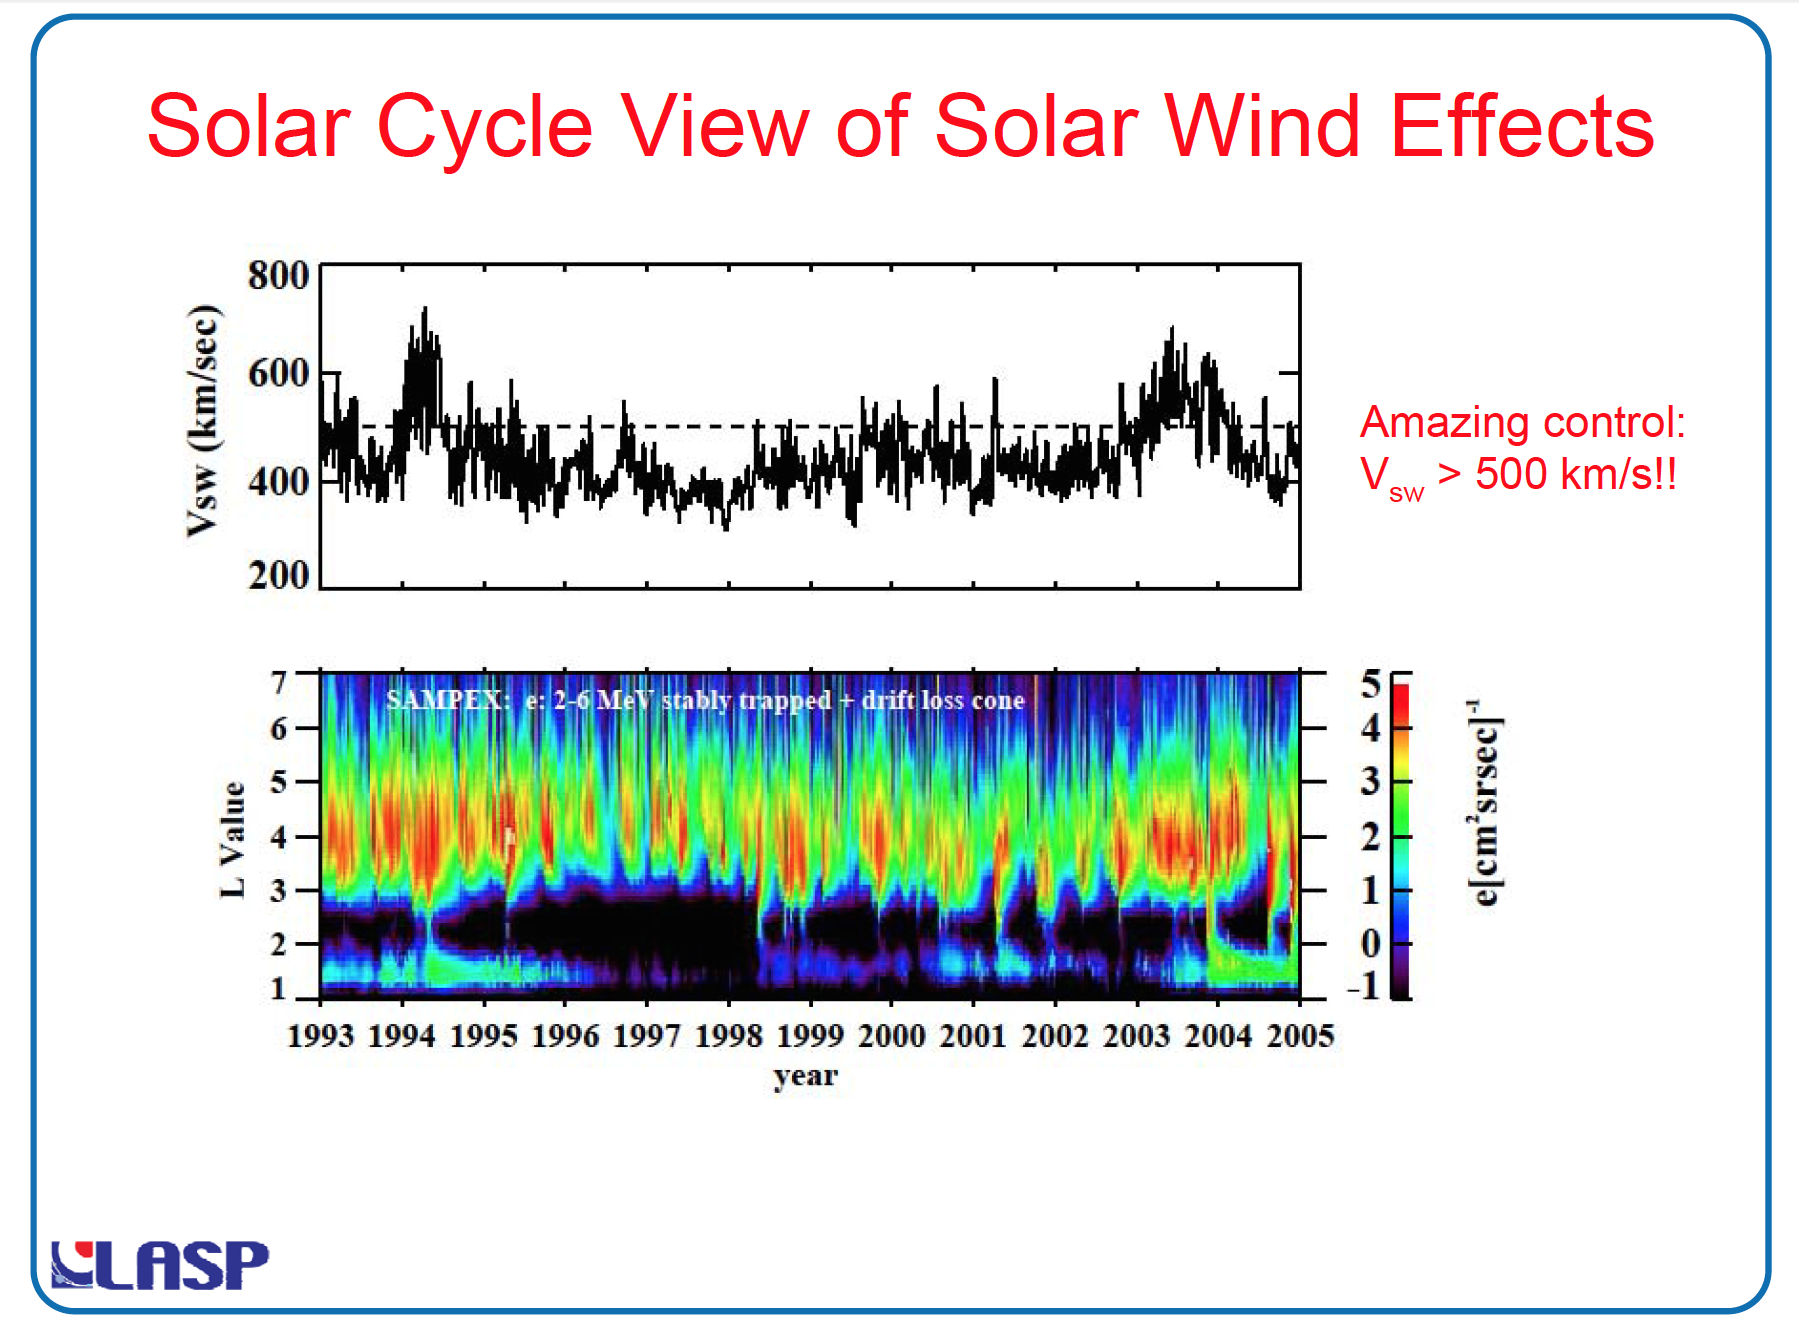 Solar Cycle View of Solar Wind Effects
800
600
400
200
Vsw (km/sec)
Amazing control:
Vsw > 500 km/s!!
SAMPEX: e: 2-6 MeV stably trapped + drift loss cone
7
6
5
4
3
2
1
L Value
5
4
3
2
1
0
-1
e[cm²srsec]⁻¹
1993 1994 1995 1996 1997 1998 1999 2000 2001 2002 2003 2004 2005
year
LASP